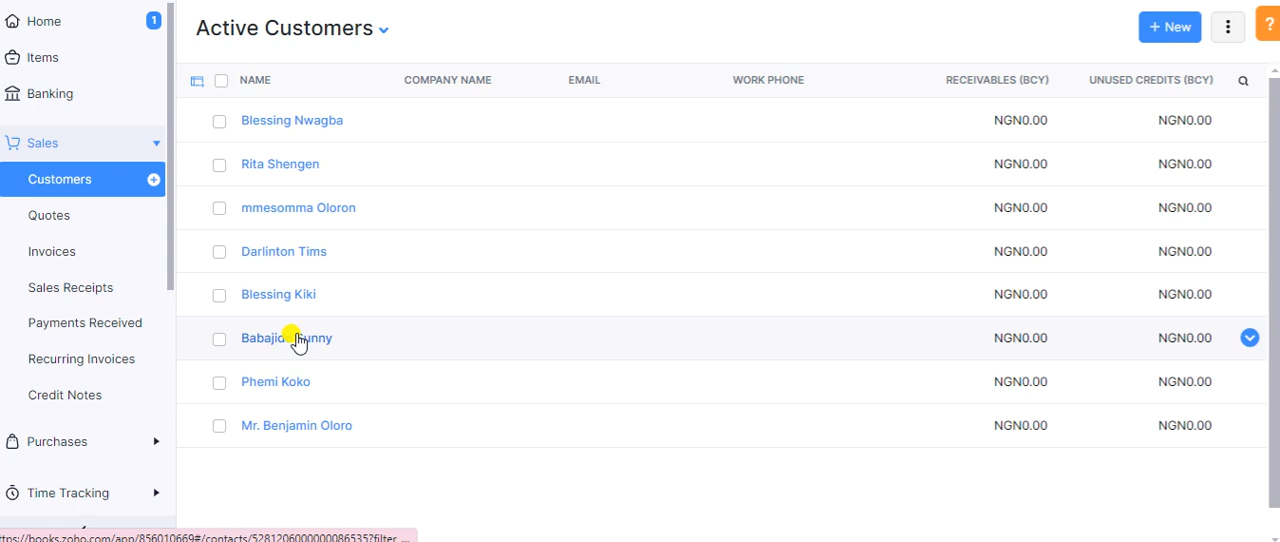 Home 1
Items
Banking
Sales
Customers
Quotes
Invoices
Sales Receipts
Payments Received
Recurring Invoices
Credit Notes
Purchases
Time Tracking
Active Customers
+ New
?
NAME COMPANY NAME EMAIL WORK PHONE RECEIVABLES (BCY) UNUSED CREDITS (BCY)
Blessing Nwagba NGN0.00 NGN0.00
Rita Shengen NGN0.00 NGN0.00
mmesomma Oloron NGN0.00 NGN0.00
Darlinton Tims NGN0.00 NGN0.00
Blessing Kiki NGN0.00 NGN0.00
NGN0.00 NGN0.00
Phemi Koko NGN0.00 NGN0.00
Mr. Benjamin Oloro NGN0.00 NGN0.00